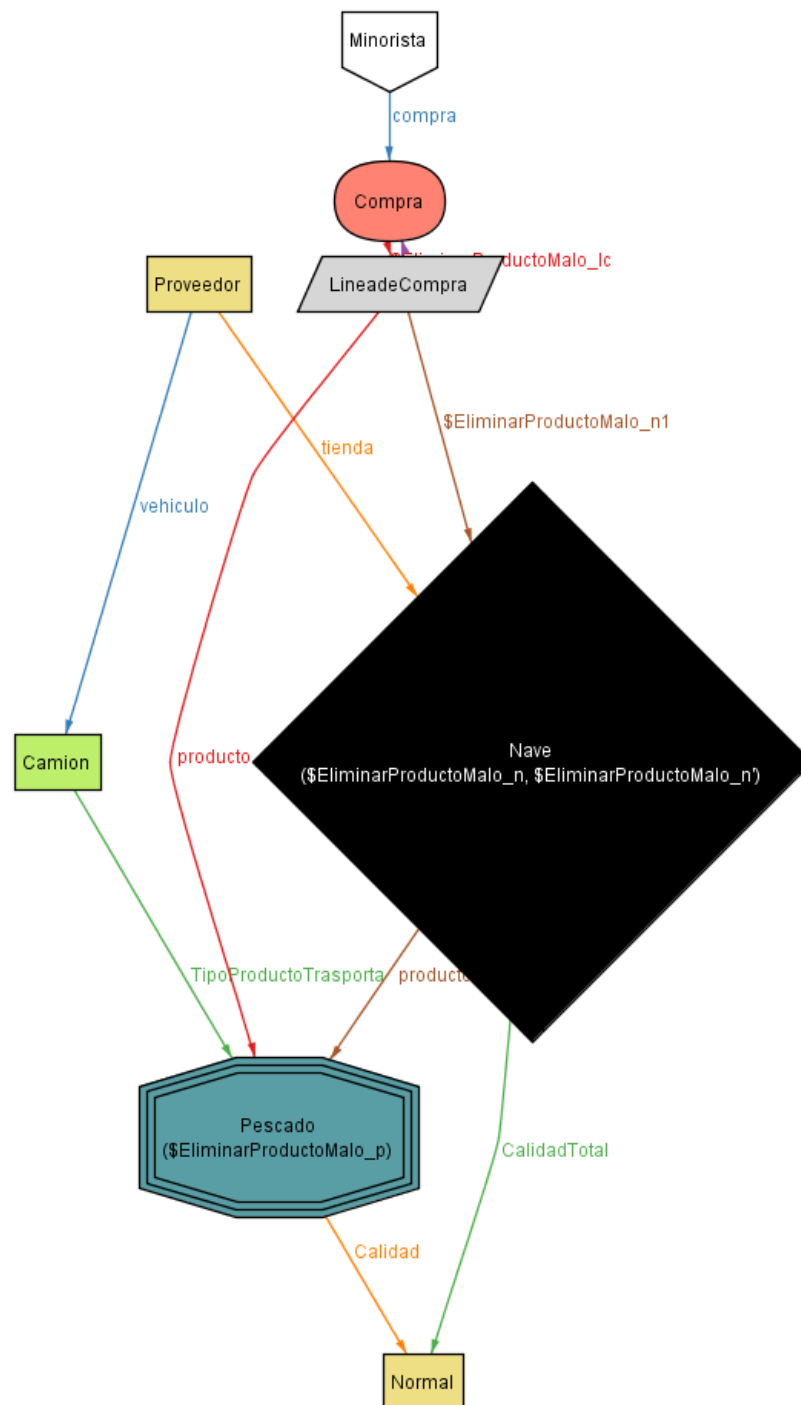 Minorista
compra
Compra
ProductoMalo_lc
Proveedor
LineadeCompra
$EliminarProductoMalo_n1
tienda
vehiculo
Nave
($EliminarProductoMalo_n, $EliminarProductoMalo_n')
Camion
producto
TipoProductoTrasporta
producto
Pescado
($EliminarProductoMalo_p)
CalidadTotal
Calidad
Normal